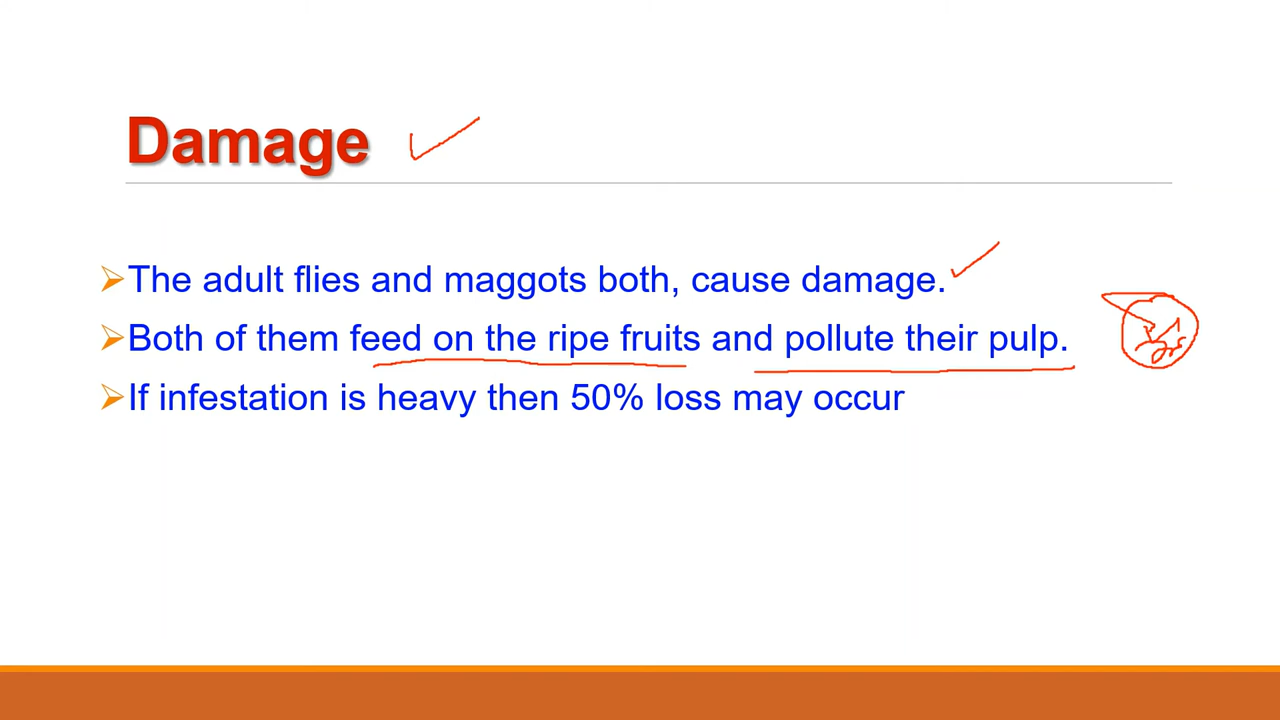 Damage
The adult flies and maggots both, cause damage.
Both of them feed on the ripe fruits and pollute their pulp.
If infestation is heavy then 50% loss may occur